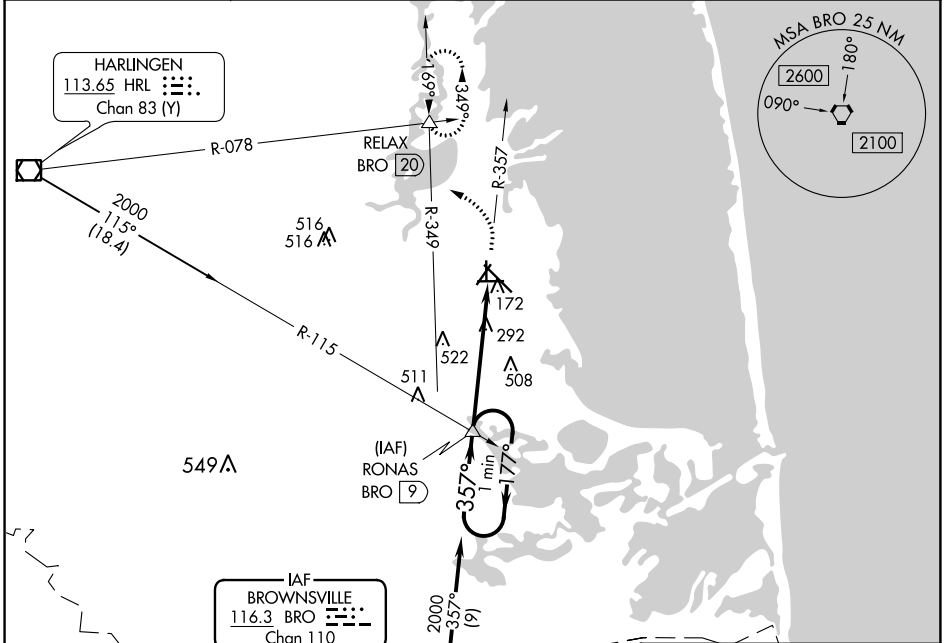 HARLINGEN
113.65 HRL
Chan 83 (Y)
169°
349°
RELAX
BRO 20
R-078
R-357
R-349
MSA BRO 25 NM
180°
2600
090°
2100
2000
115°
(18.4)
516
516
172
292
522
508
511
R-115
549
(IAF)
RONAS
BRO 9
357°
1 min
177°
IAF
BROWNSVILLE
116.3 BRO
Chan 110
2000
357°
(9)